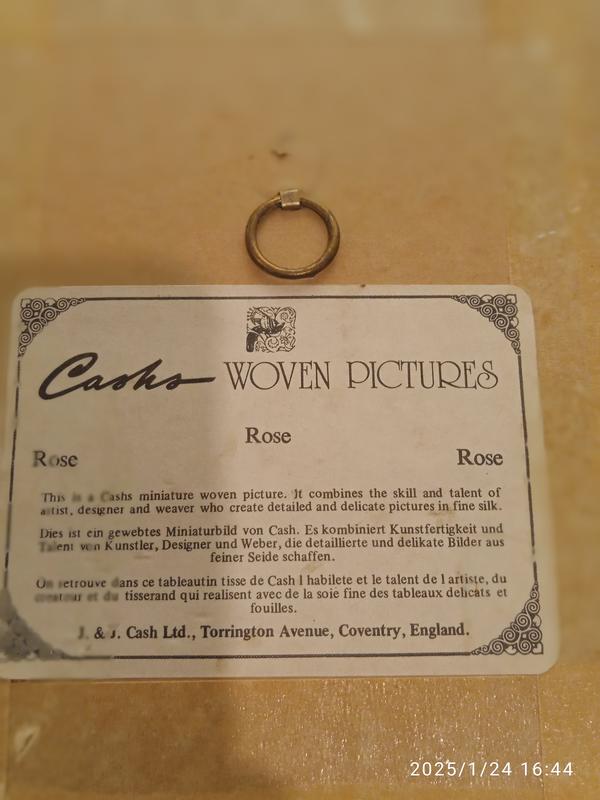 Cashs WOVEN PICTURES
Rose
Rose Rose
This is a Cashs miniature woven picture. It combines the skill and talent of
artist, designer and weaver who create detailed and delicate pictures in fine silk.
Dies ist ein gewebtes Miniaturbild von Cash. Es kombiniert Kunstfertigkeit und
Talent von Kunstler, Designer und Weber, die detaillierte und delikate Bilder aus
feiner Seide schaffen.
On retrouve dans ce tableautin tisse de Cash l habilete et le talent de l artiste, du
createur et du tisserand qui realisent avec de la soie fine des tableaux delicats et
fouilles.
J. & J. Cash Ltd., Torrington Avenue, Coventry, England.
2025/1/24 16:44